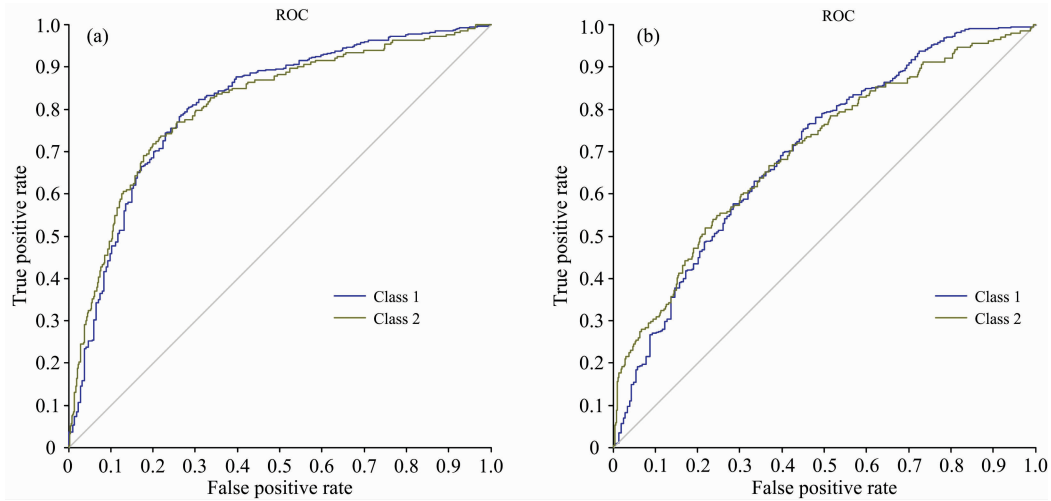 ROC
(a)
1.0
0.9
0.8
0.7
0.6
0.5
0.4
0.3
0.2
0.1
0
True positive rate
Class 1
Class 2
0 0.1 0.2 0.3 0.4 0.5 0.6 0.7 0.8 0.9 1.0
False positive rate
ROC
(b)
1.0
0.9
0.8
0.7
0.6
0.5
0.4
0.3
0.2
0.1
0
True positive rate
Class 1
Class 2
0 0.1 0.2 0.3 0.4 0.5 0.6 0.7 0.8 0.9 1.0
False positive rate